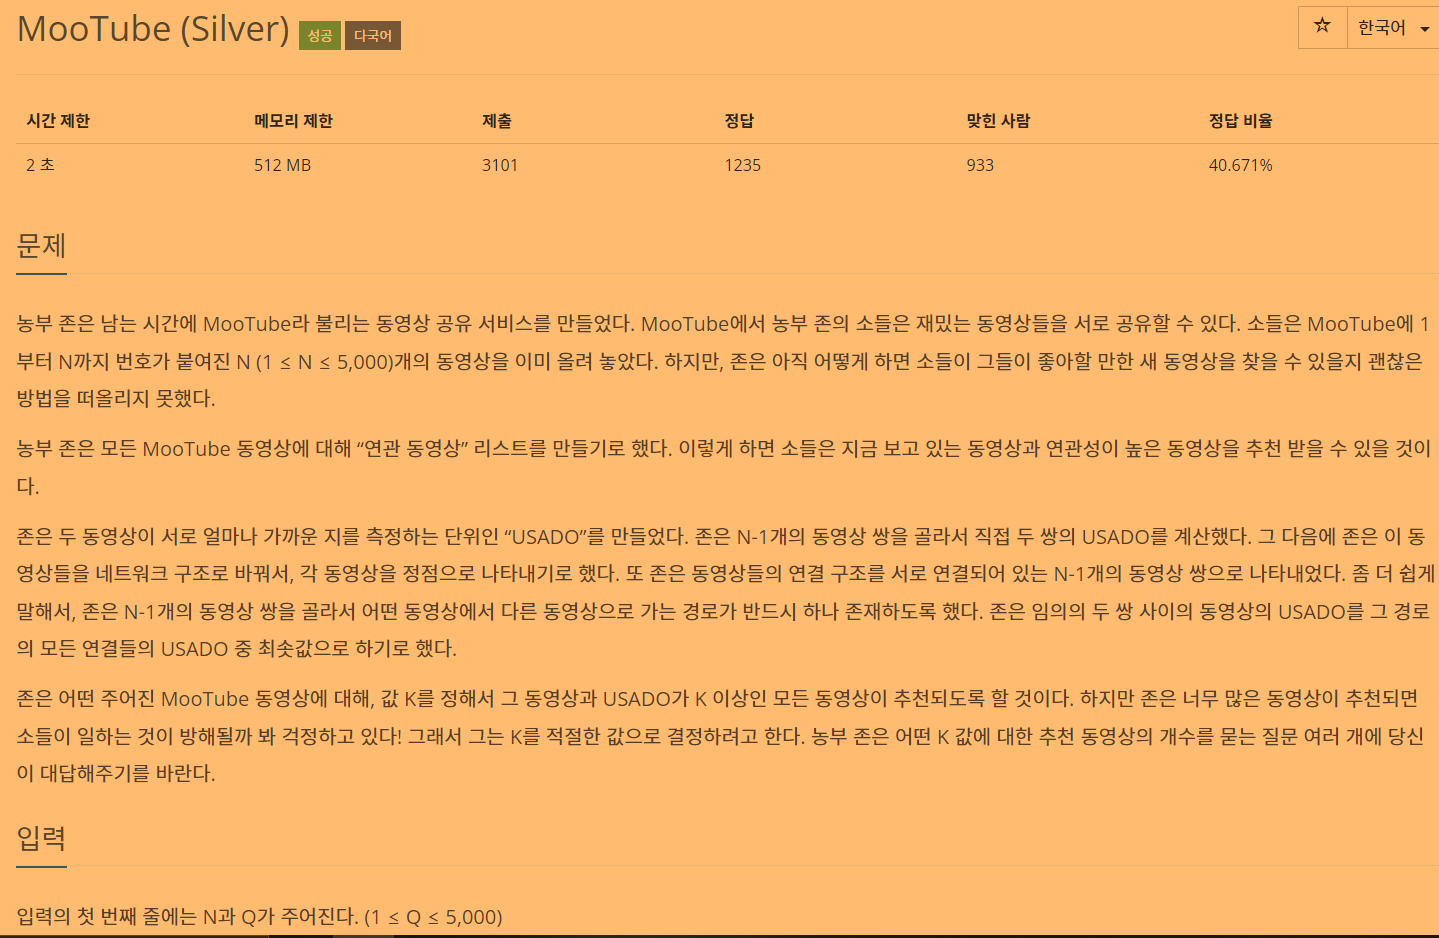 MooTube (Silver) 성공 다국어
☆ 한국어
시간 제한 메모리 제한 제출 정답 맞힌 사람 정답 비율
2 초 512 MB 3101 1235 933 40.671%
문제
농부 존은 남는 시간에 MooTube라 불리는 동영상 공유 서비스를 만들었다. MooTube에서 농부 존의 소들은 재밌는 동영상들을 서로 공유할 수 있다. 소들은 MooTube에 1
부터 N까지 번호가 붙여진 N (1 ≤ N ≤ 5,000)개의 동영상을 이미 올려 놓았다. 하지만, 존은 아직 어떻게 하면 소들이 그들이 좋아할 만한 새 동영상을 찾을 수 있을지 괜찮은
방법을 떠올리지 못했다.
농부 존은 모든 MooTube 동영상에 대해 “연관 동영상” 리스트를 만들기로 했다. 이렇게 하면 소들은 지금 보고 있는 동영상과 연관성이 높은 동영상을 추천 받을 수 있을 것이
다.
존은 두 동영상이 서로 얼마나 가까운 지를 측정하는 단위인 “USADO”를 만들었다. 존은 N-1개의 동영상 쌍을 골라서 직접 두 쌍의 USADO를 계산했다. 그 다음에 존은 이 동
영상들을 네트워크 구조로 바꿔서, 각 동영상을 정점으로 나타내기로 했다. 또 존은 동영상들의 연결 구조를 서로 연결되어 있는 N-1개의 동영상 쌍으로 나타내었다. 좀 더 쉽게
말해서, 존은 N-1개의 동영상 쌍을 골라서 어떤 동영상에서 다른 동영상으로 가는 경로가 반드시 하나 존재하도록 했다. 존은 임의의 두 쌍 사이의 동영상의 USADO를 그 경로
의 모든 연결들의 USADO 중 최솟값으로 하기로 했다.
존은 어떤 주어진 MooTube 동영상에 대해, 값 K를 정해서 그 동영상과 USADO가 K 이상인 모든 동영상이 추천되도록 할 것이다. 하지만 존은 너무 많은 동영상이 추천되면
소들이 일하는 것이 방해될까 봐 걱정하고 있다! 그래서 그는 K를 적절한 값으로 결정하려고 한다. 농부 존은 어떤 K 값에 대한 추천 동영상의 개수를 묻는 질문 여러 개에 당신
이 대답해주기를 바란다.
입력
입력의 첫 번째 줄에는 N과 Q가 주어진다. (1 ≤ Q ≤ 5,000)